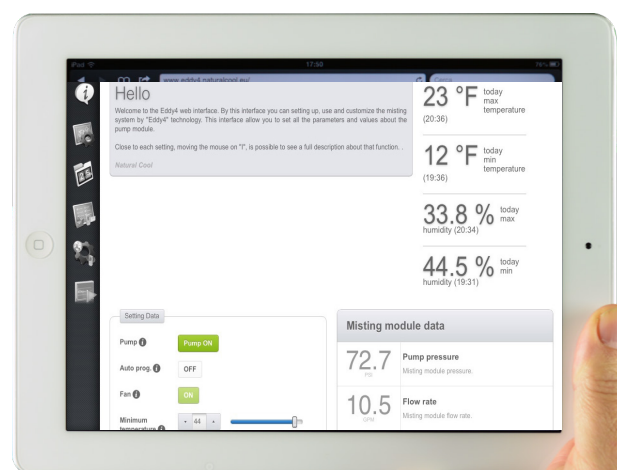 iPad
17:50
76%
www.eddy4.naturalcool.eu/
Cerca
Hello
Welcome to the Eddy4 web interface. By this interface you can setting up, use and customize the misting
system by "Eddy4" technology. This interface allow you to set all the parameters and values about the
pump module.
Close to each setting, moving the mouse on "i", is possible to see a full description about that function. .
Naturel Cool
23 °F today
max
temperature
(20:36)
12 °F today
min
temperature
(19:36)
33.8 % today
max
humidity (20:34)
44.5 % today
min
humidity (19:31)
Setting Data
Pump i Pump ON
Auto prog. i OFF
Fan i ON
Minimum
temperature i - 44 +
Misting module data
72.7 Pump pressure
PSI Misting module pressure.
10.5 Flow rate
GPM Misting module flow rate.